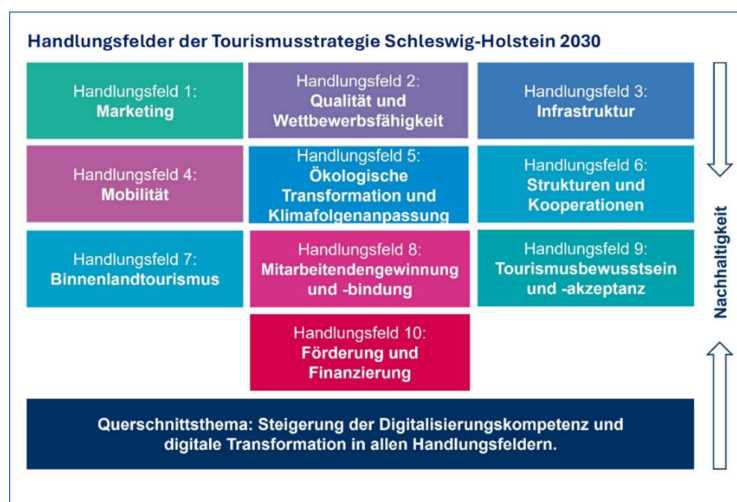 Handlungsfelder der Tourismusstrategie Schleswig-Holstein 2030
Handlungsfeld 1:
Marketing
Handlungsfeld 2:
Qualität und
Wettbewerbsfähigkeit
Handlungsfeld 3:
Infrastruktur
Handlungsfeld 4:
Mobilität
Handlungsfeld 5:
Ökologische
Transformation und
Klimafolgenanpassung
Handlungsfeld 6:
Strukturen und
Kooperationen
Handlungsfeld 7:
Binnenlandtourismus
Handlungsfeld 8:
Mitarbeitendengewinnung
und -bindung
Handlungsfeld 9:
Tourismusbewusstsein
und -akzeptanz
Handlungsfeld 10:
Förderung und
Finanzierung
Nachhaltigkeit
Querschnittsthema: Steigerung der Digitalisierungskompetenz und
digitale Transformation in allen Handlungsfeldern.